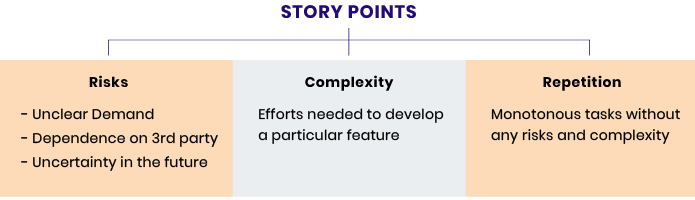 STORY POINTS
Risks
- Unclear Demand
- Dependence on 3rd party
- Uncertainty in the future
Complexity
Efforts needed to develop
a particular feature
Repetition
Monotonous tasks without
any risks and complexity